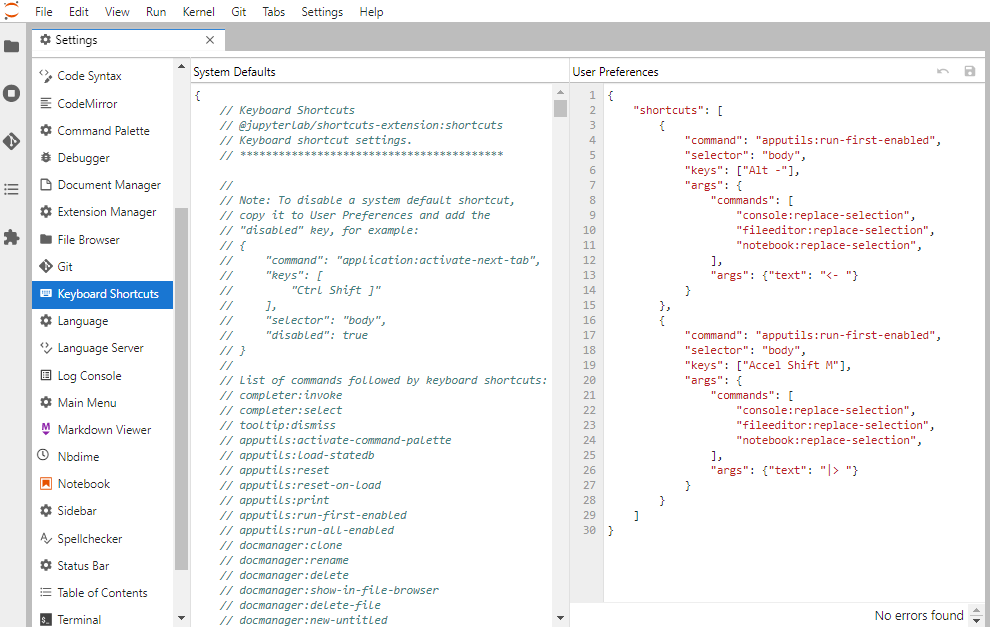 File Edit View Run Kernel Git Tabs Settings Help
Settings
Code Syntax
CodeMirror
Command Palette
Debugger
Document Manager
Extension Manager
File Browser
Git
Keyboard Shortcuts
Language
Language Server
Log Console
Main Menu
Markdown Viewer
Nbdime
Notebook
Sidebar
Spellchecker
Status Bar
Table of Contents
Terminal
System Defaults
{
// Keyboard Shortcuts
// @jupyterlab/shortcuts-extension:shortcuts
// Keyboard shortcut settings.
// *****************************************
//
// Note: To disable a system default shortcut,
// copy it to User Preferences and add the
// "disabled" key, for example:
// {
//     "command": "application:activate-next-tab",
//     "keys": [
//         "Ctrl Shift ]"
//     ],
//     "selector": "body",
//     "disabled": true
// }
//
// List of commands followed by keyboard shortcuts:
// completer:invoke
// completer:select
// tooltip:dismiss
// apputils:activate-command-palette
// apputils:load-statedb
// apputils:reset
// apputils:reset-on-load
// apputils:print
// apputils:run-first-enabled
// apputils:run-all-enabled
// docmanager:clone
// docmanager:rename
// docmanager:delete
// docmanager:show-in-file-browser
// docmanager:delete-file
// docmanager:new-untitled
User Preferences
1 {
2     "shortcuts": [
3         {
4             "command": "apputils:run-first-enabled",
5             "selector": "body",
6             "keys": ["Alt -"],
7             "args": {
8                 "commands": [
9                     "console:replace-selection",
10                     "fileeditor:replace-selection",
11                     "notebook:replace-selection",
12                 ],
13                 "args": {"text": "<- "}
14             }
15         },
16         {
17             "command": "apputils:run-first-enabled",
18             "selector": "body",
19             "keys": ["Accel Shift M"],
20             "args": {
21                 "commands": [
22                     "console:replace-selection",
23                     "fileeditor:replace-selection",
24                     "notebook:replace-selection",
25                 ],
26                 "args": {"text": "|> "}
27             }
28         }
29     ]
30 }
No errors found